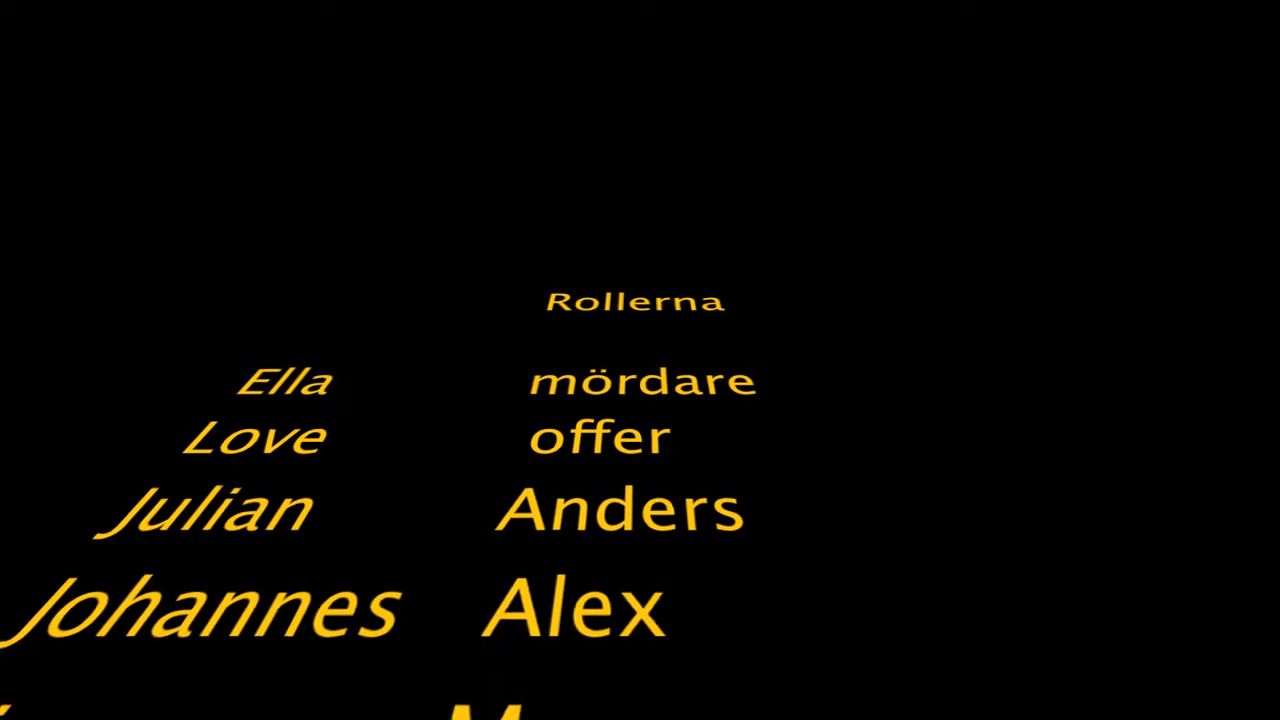 Rollerna
Ella mördare
Love offer
Julian Anders
Johannes Alex